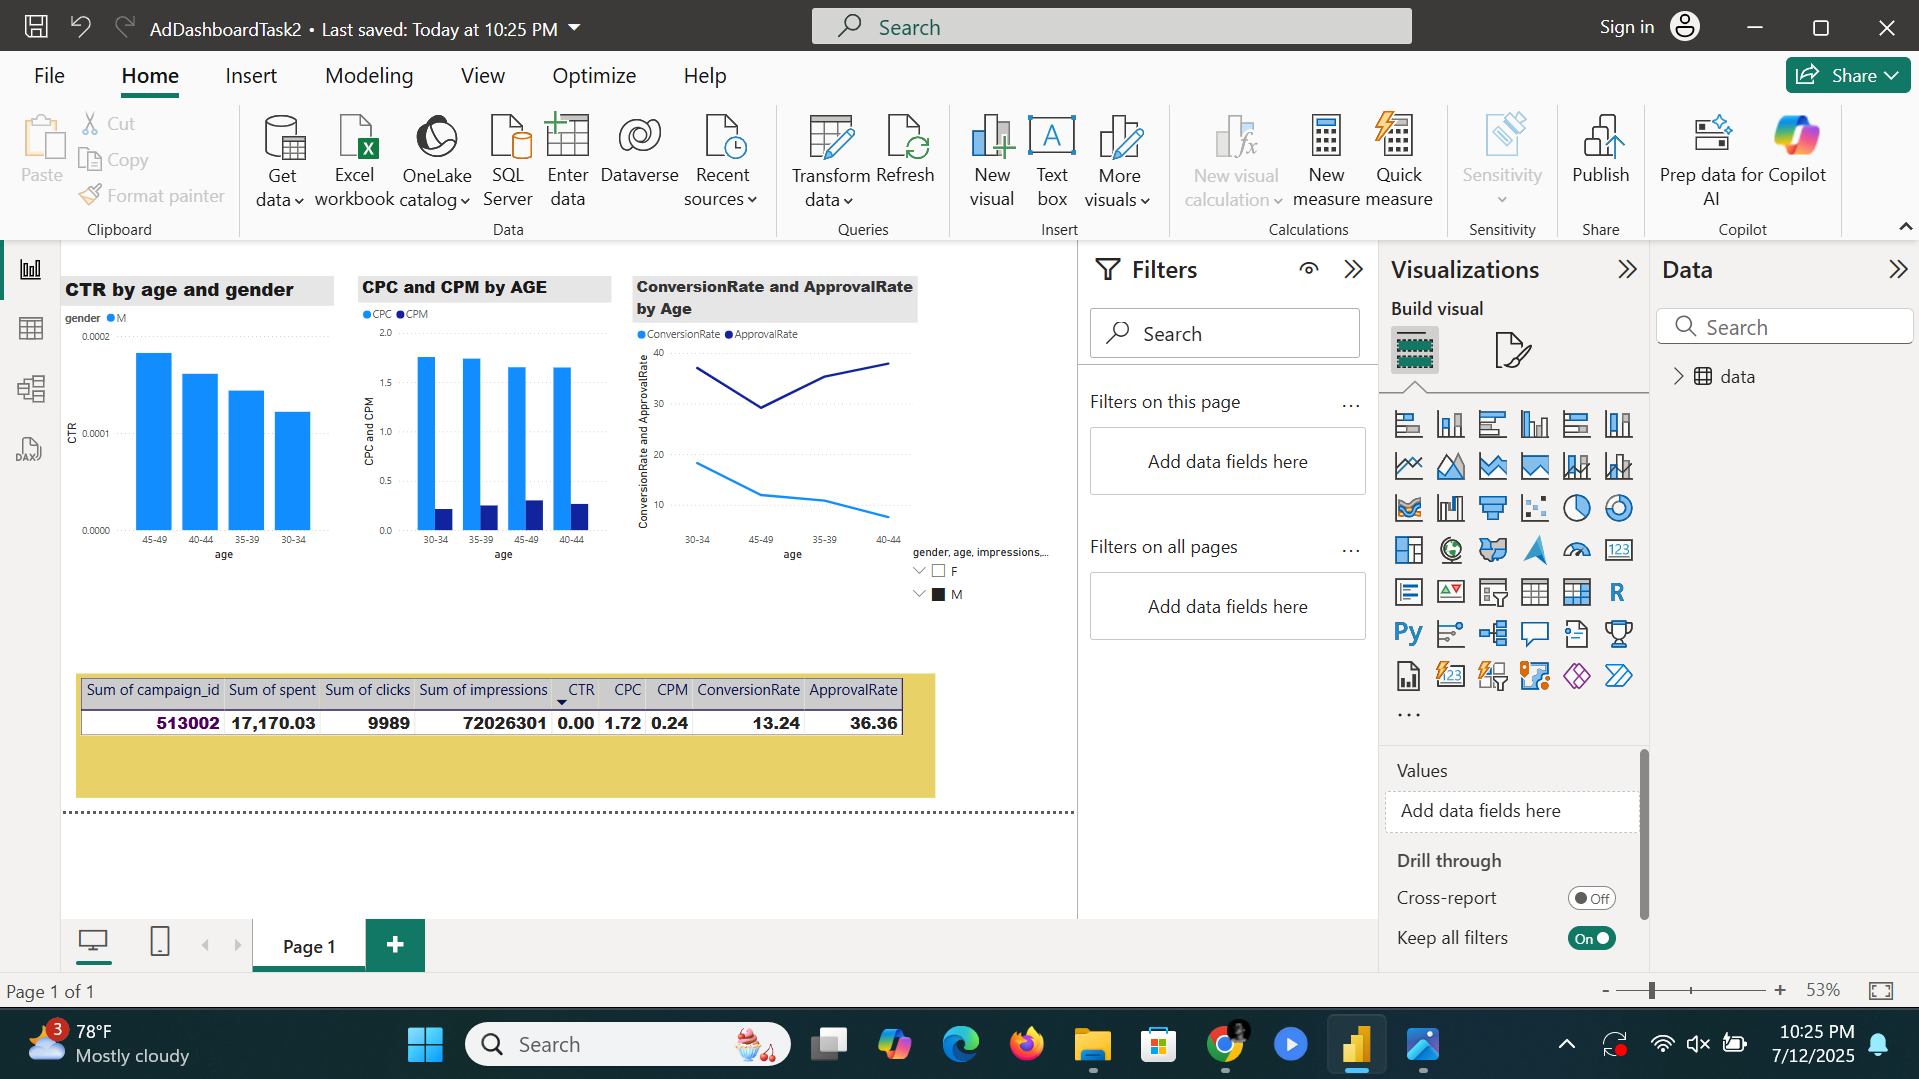 AdDashboardTask2 • Last saved: Today at 10:25 PM
Search
Sign in
File Home Insert Modeling View Optimize Help
Share
Paste
Cut
Copy
Format painter
Clipboard
Get data
Excel workbook
OneLake catalog
SQL Server
Enter data
Dataverse
Recent sources
Data
Transform data
Refresh
Queries
New visual
Text box
More visuals
Insert
New visual calculation
New measure
Quick measure
Calculations
Sensitivity
Sensitivity
Publish
Share
Prep data for AI
Copilot
Copilot
CTR by age and gender
gender M
0.0002
0.0001
0.0000
CTR
45-49 40-44 35-39 30-34
age
CPC and CPM by AGE
CPC CPM
2.0
1.5
1.0
0.5
0.0
CPC and CPM
30-34 35-39 45-49 40-44
age
ConversionRate and ApprovalRate
by Age
ConversionRate ApprovalRate
40
30
20
10
ConversionRate and ApprovalRate
30-34 45-49 35-39 40-44
age
gender, age, impressions,...
F
M
Sum of campaign_id Sum of spent Sum of clicks Sum of impressions CTR CPC CPM ConversionRate ApprovalRate
513002 17,170.03 9989 72026301 0.00 1.72 0.24 13.24 36.36
Filters
Search
Filters on this page ...
Add data fields here
Filters on all pages ...
Add data fields here
Visualizations
Build visual
123
R
Py
123
...
Values
Add data fields here
Drill through
Cross-report Off
Keep all filters On
Data
Search
data
DAX
Page 1
+
Page 1 of 1
- + 53%
3
78°F
Mostly cloudy
Search
10:25 PM
7/12/2025